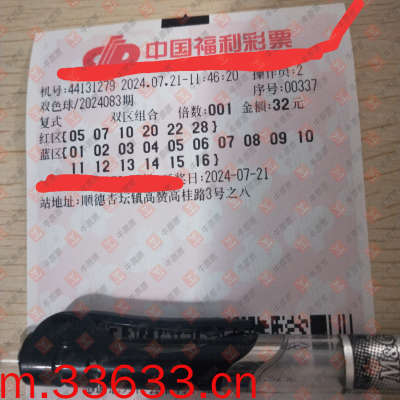 中国福利彩票
机号:44131279 2024.07.21-11:46:20 操作员:2
双色球/2024083期 序号:00337
复式 双区组合 倍数:001 金额:32元
红区{05 07 10 20 22 28}
蓝区{01 02 03 04 05 06 07 08 09 10
11 12 13 14 15 16}
奖日:2024-07-21
站地址:顺德杏坛镇高赞高桂路3号之八
M&G
m.33633.cn